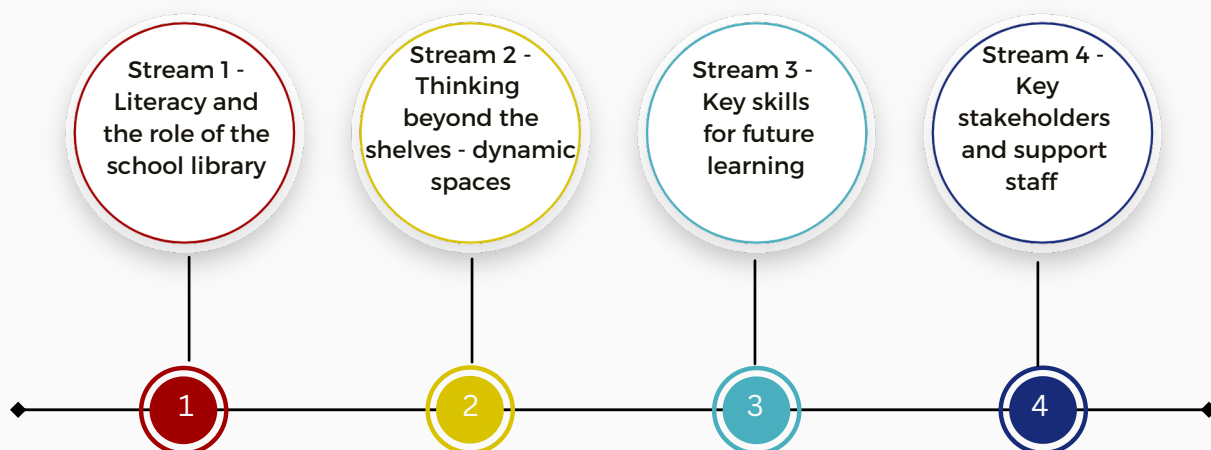 Stream 1 -
Literacy and
the role of the
school library
Stream 2 -
Thinking
beyond the
shelves - dynamic
spaces
Stream 3 -
Key skills
for future
learning
Stream 4 -
Key
stakeholders
and support
staff
1
2
3
4